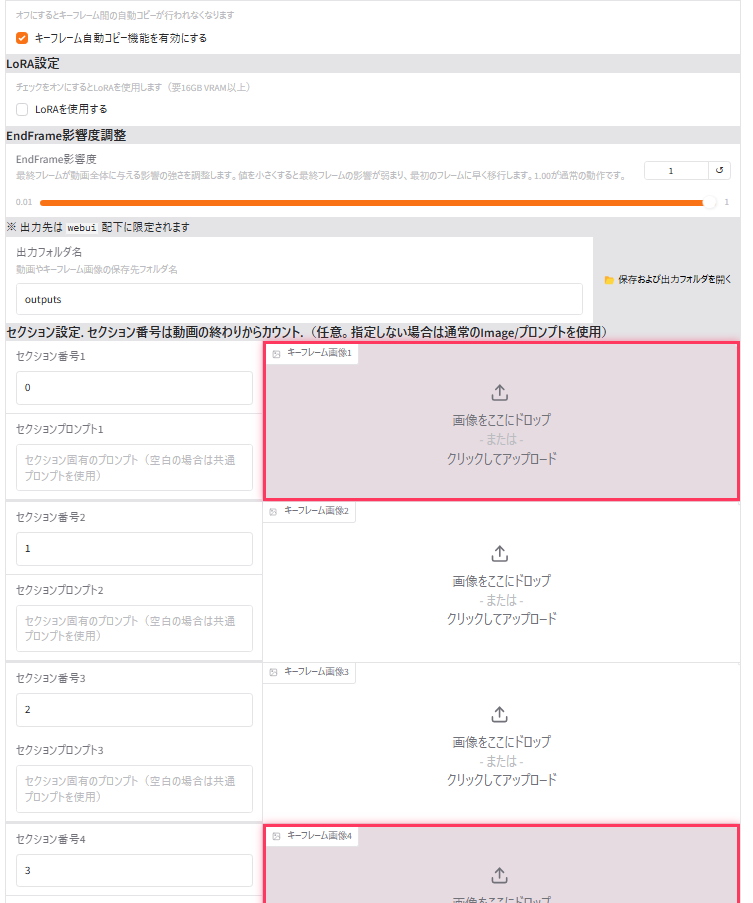 オフにするとキーフレーム間の自動コピーが行われなくなります
キーフレーム自動コピー機能を有効にする
LoRA設定
チェックをオンにするとLoRAを使用します（要16GB VRAM以上）
LoRAを使用する
EndFrame影響度調整
EndFrame影響度
最終フレームが動画全体に与える影響の強さを調整します。値を小さくすると最終フレームの影響が弱まり、最初のフレームに早く移行します。1.00が通常の動作です。
1
0.01
1
※ 出力先は webui 配下に限定されます
出力フォルダ名
動画やキーフレーム画像の保存先フォルダ名
outputs
保存および出力フォルダを開く
セクション設定. セクション番号は動画の終わりからカウント.（任意。指定しない場合は通常のImage/プロンプトを使用）
セクション番号1
0
セクションプロンプト1
セクション固有のプロンプト（空白の場合は共通
プロンプトを使用）
キーフレーム画像1
画像をここにドロップ
- または -
クリックしてアップロード
セクション番号2
1
セクションプロンプト2
セクション固有のプロンプト（空白の場合は共通
プロンプトを使用）
キーフレーム画像2
画像をここにドロップ
- または -
クリックしてアップロード
セクション番号3
2
セクションプロンプト3
セクション固有のプロンプト（空白の場合は共通
プロンプトを使用）
キーフレーム画像3
画像をここにドロップ
- または -
クリックしてアップロード
セクション番号4
3
キーフレーム画像4
画像をここにドロップ